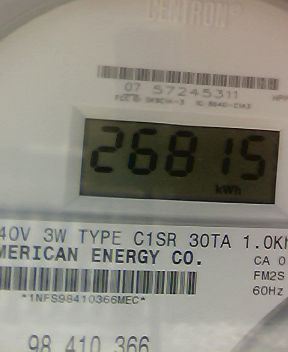 CENTRON®
07 57245311
26815
kWh
40V 3W TYPE C1SR 30TA 1.0Kh
MERICAN ENERGY CO.
CA 0
FM2S
60Hz
*1NFS98410366MEC*
98 410 366